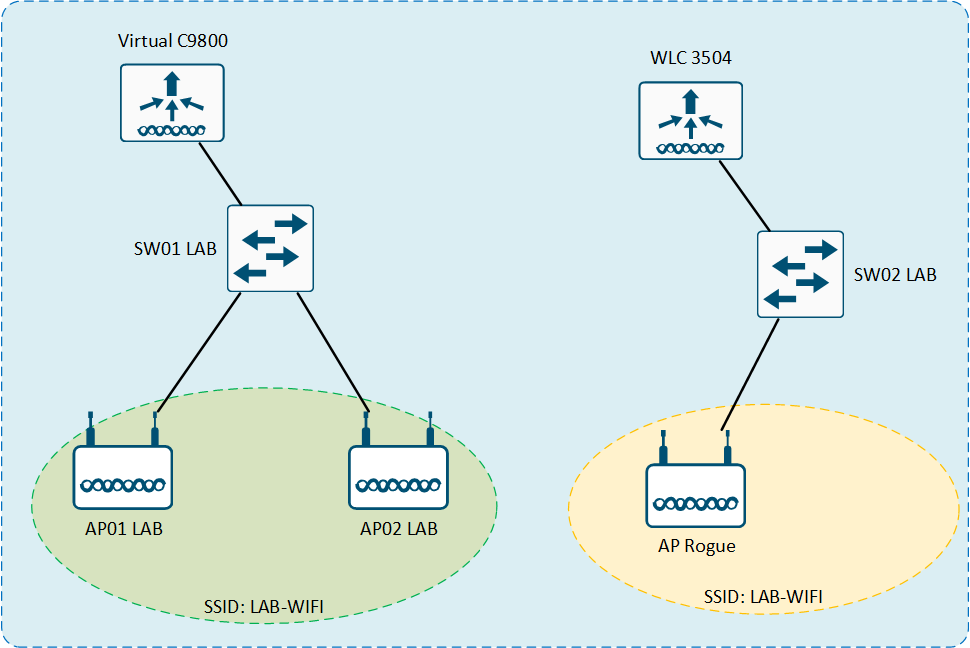 Virtual C9800
WLC 3504
SW01 LAB
SW02 LAB
AP01 LAB
AP02 LAB
AP Rogue
SSID: LAB-WIFI
SSID: LAB-WIFI